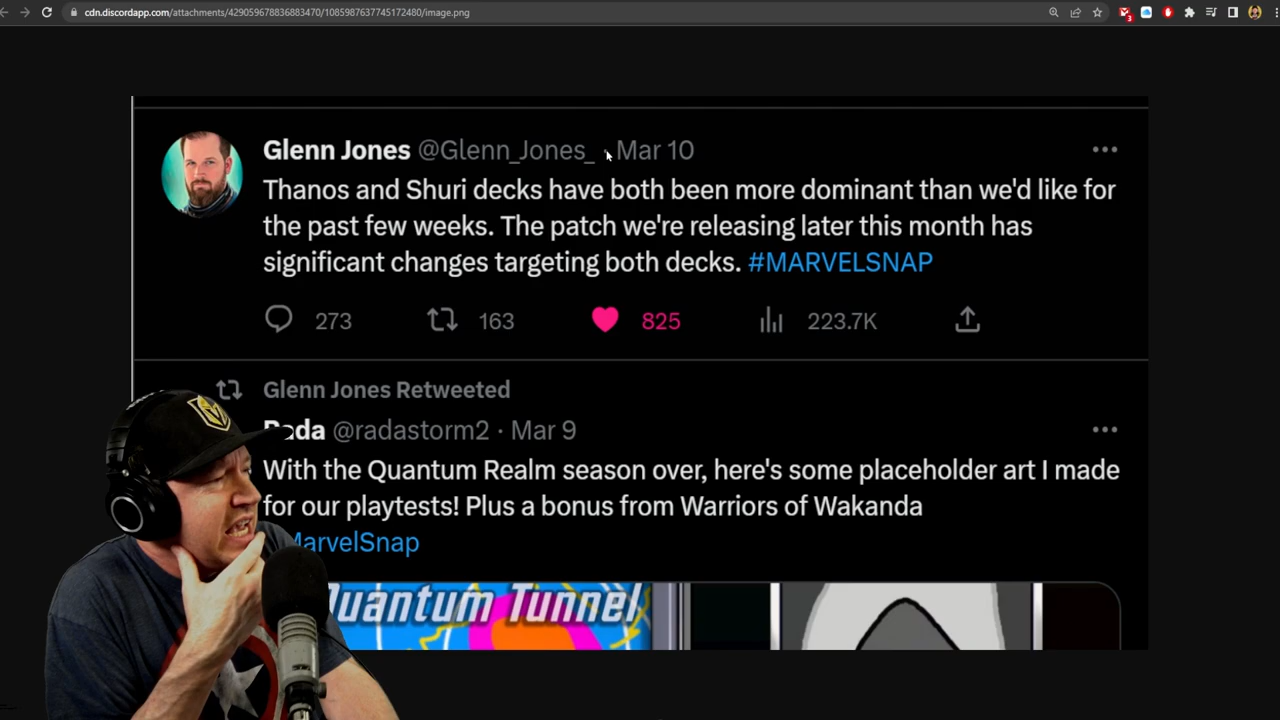 cdn.discordapp.com/attachments/429059678836883470/1085987637745172480/image.png
3
Glenn Jones @Glenn_Jones_ · Mar 10
Thanos and Shuri decks have both been more dominant than we'd like for
the past few weeks. The patch we're releasing later this month has
significant changes targeting both decks. #MARVELSNAP
273 163 825 223.7K
Glenn Jones Retweeted
Rada @radastorm2 · Mar 9
With the Quantum Realm season over, here's some placeholder art I made
for our playtests! Plus a bonus from Warriors of Wakanda
MarvelSnap
Quantum Tunnel